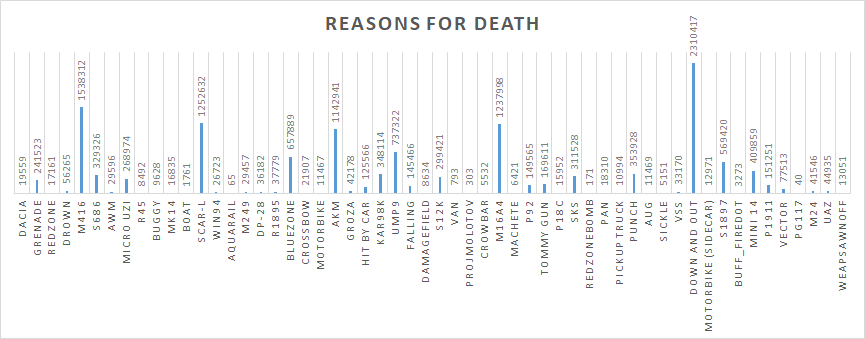 REASONS FOR DEATH
19559
241523
17161
56265
1538312
329326
29596
268974
8492
9628
16835
1761
1252632
26723
65
29457
36182
37779
657889
21907
11467
1142941
42178
125566
348114
737322
145466
8634
299421
793
303
5532
1237998
6421
149565
169611
15952
311528
171
18310
10994
353928
11469
5151
33170
2310417
12971
569420
3273
409859
151251
77513
40
41546
44935
13051
DACIA
GRENADE
REDZONE
DROWN
M416
S686
AWM
MICRO UZI
R45
BUGGY
MK14
BOAT
SCAR-L
WIN94
AQUARAIL
M249
DP-28
R1895
BLUEZONE
CROSSBOW
MOTORBIKE
AKM
GROZA
HIT BY CAR
KAR98K
UMP9
FALLING
DAMAGEFIELD
S12K
VAN
PROJMOLOTOV
CROWBAR
M16A4
MACHETE
P92
TOMMY GUN
P18C
SKS
REDZONEBOMB
PAN
PICKUP TRUCK
PUNCH
AUG
SICKLE
VSS
DOWN AND OUT
MOTORBIKE (SIDECAR)
S1897
BUFF_FIREDOT
MINI 14
P1911
VECTOR
PG117
M24
UAZ
WEAPSAWNOFF